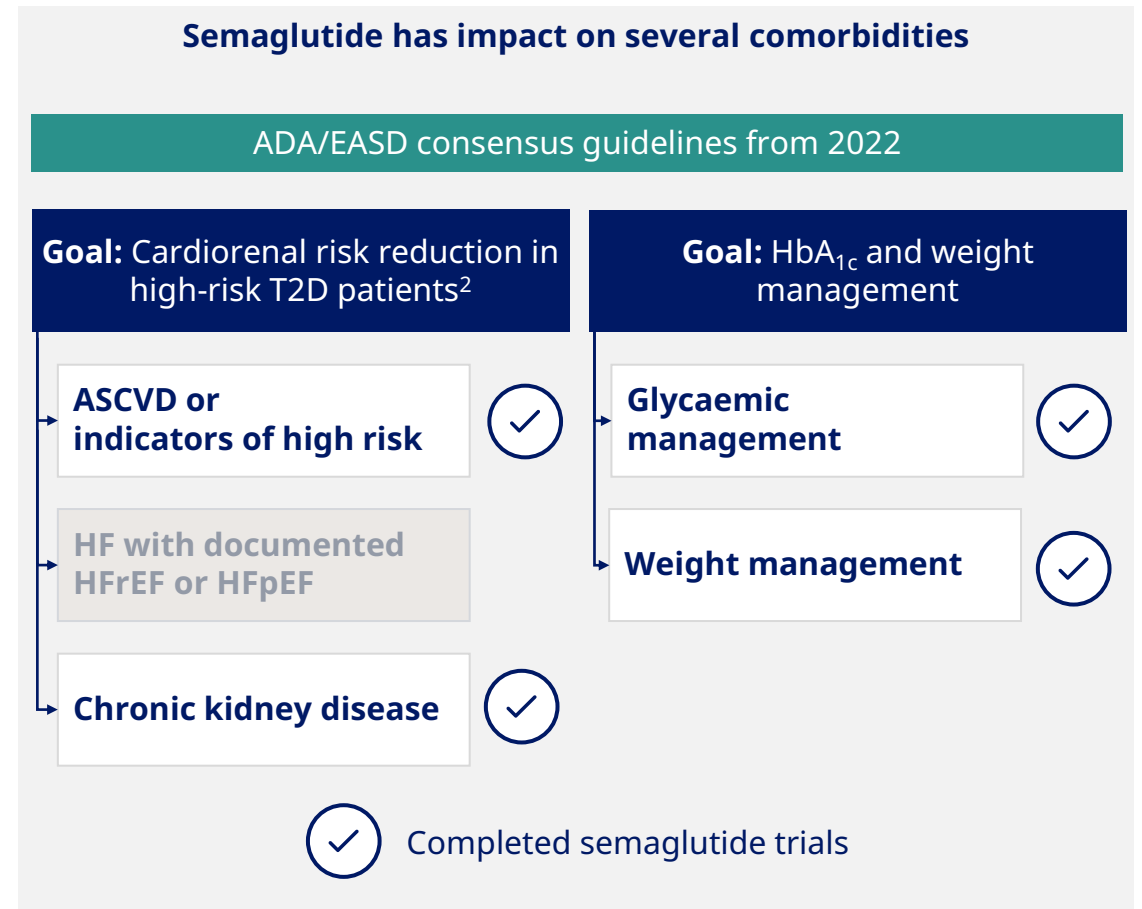 Semaglutide has impact on several comorbidities
ADA/EASD consensus guidelines from 2022
Goal: Cardiorenal risk reduction in
high-risk T2D patients²
Goal: HbA₁c and weight
management
ASCVD or
indicators of high risk
HF with documented
HFrEF or HFpEF
Chronic kidney disease
Glycaemic
management
Weight management
Completed semaglutide trials